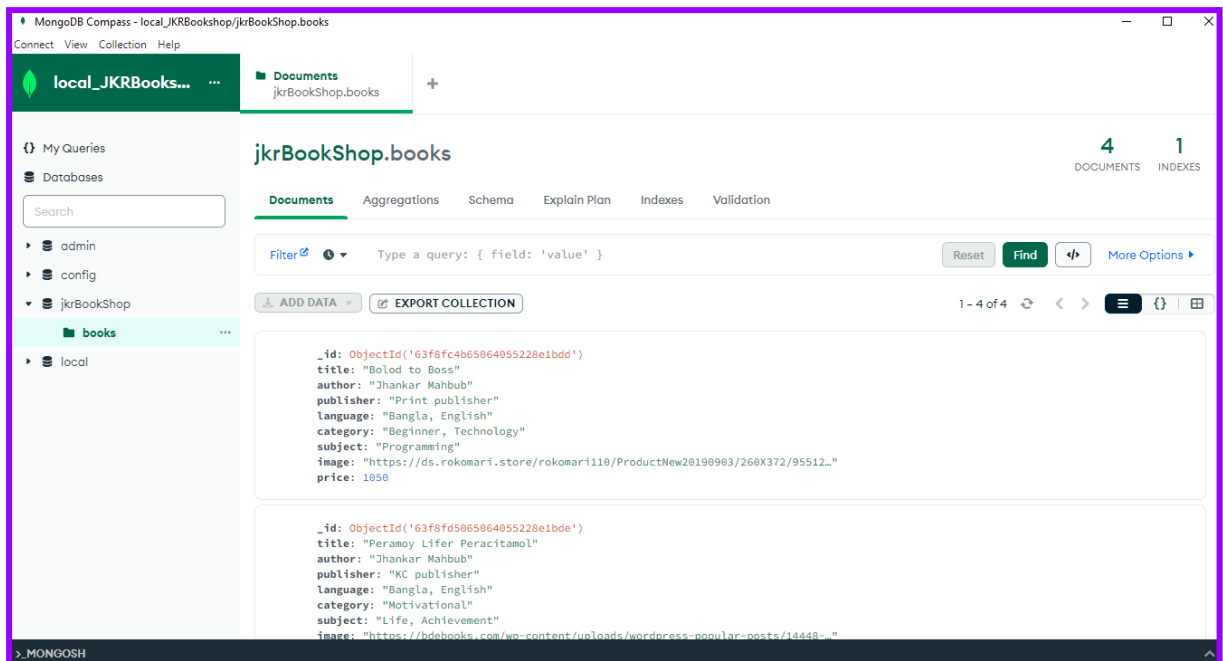 MongoDB Compass - local_JKRBookshop/jkrBookShop.books
Connect View Collection Help
local_JKRBooks... ...
Documents
jkrBookShop.books
+
{} My Queries
Databases
Search
admin
config
jkrBookShop
books ...
local
jkrBookShop.books
4
DOCUMENTS
1
INDEXES
Documents Aggregations Schema Explain Plan Indexes Validation
Filter Type a query: { field: 'value' } Reset Find </> More Options
ADD DATA EXPORT COLLECTION 1 – 4 of 4 {}
_id: ObjectId('63f8fc4b65064055228e1bdd')
title: "Bolod to Boss"
author: "Jhankar Mahbub"
publisher: "Print publisher"
language: "Bangla, English"
category: "Beginner, Technology"
subject: "Programming"
image: "https://ds.rokomari.store/rokomari110/ProductNew20190903/260X372/95512…"
price: 1050
_id: ObjectId('63f8fd5065064055228e1bde')
title: "Peramoy Lifer Peracitamol"
author: "Jhankar Mahbub"
publisher: "KC publisher"
language: "Bangla, English"
category: "Motivational"
subject: "Life, Achievement"
image: "https://bdebooks.com/wp-content/uploads/wordpress-popular-posts/14448-…"
>_MONGOSH